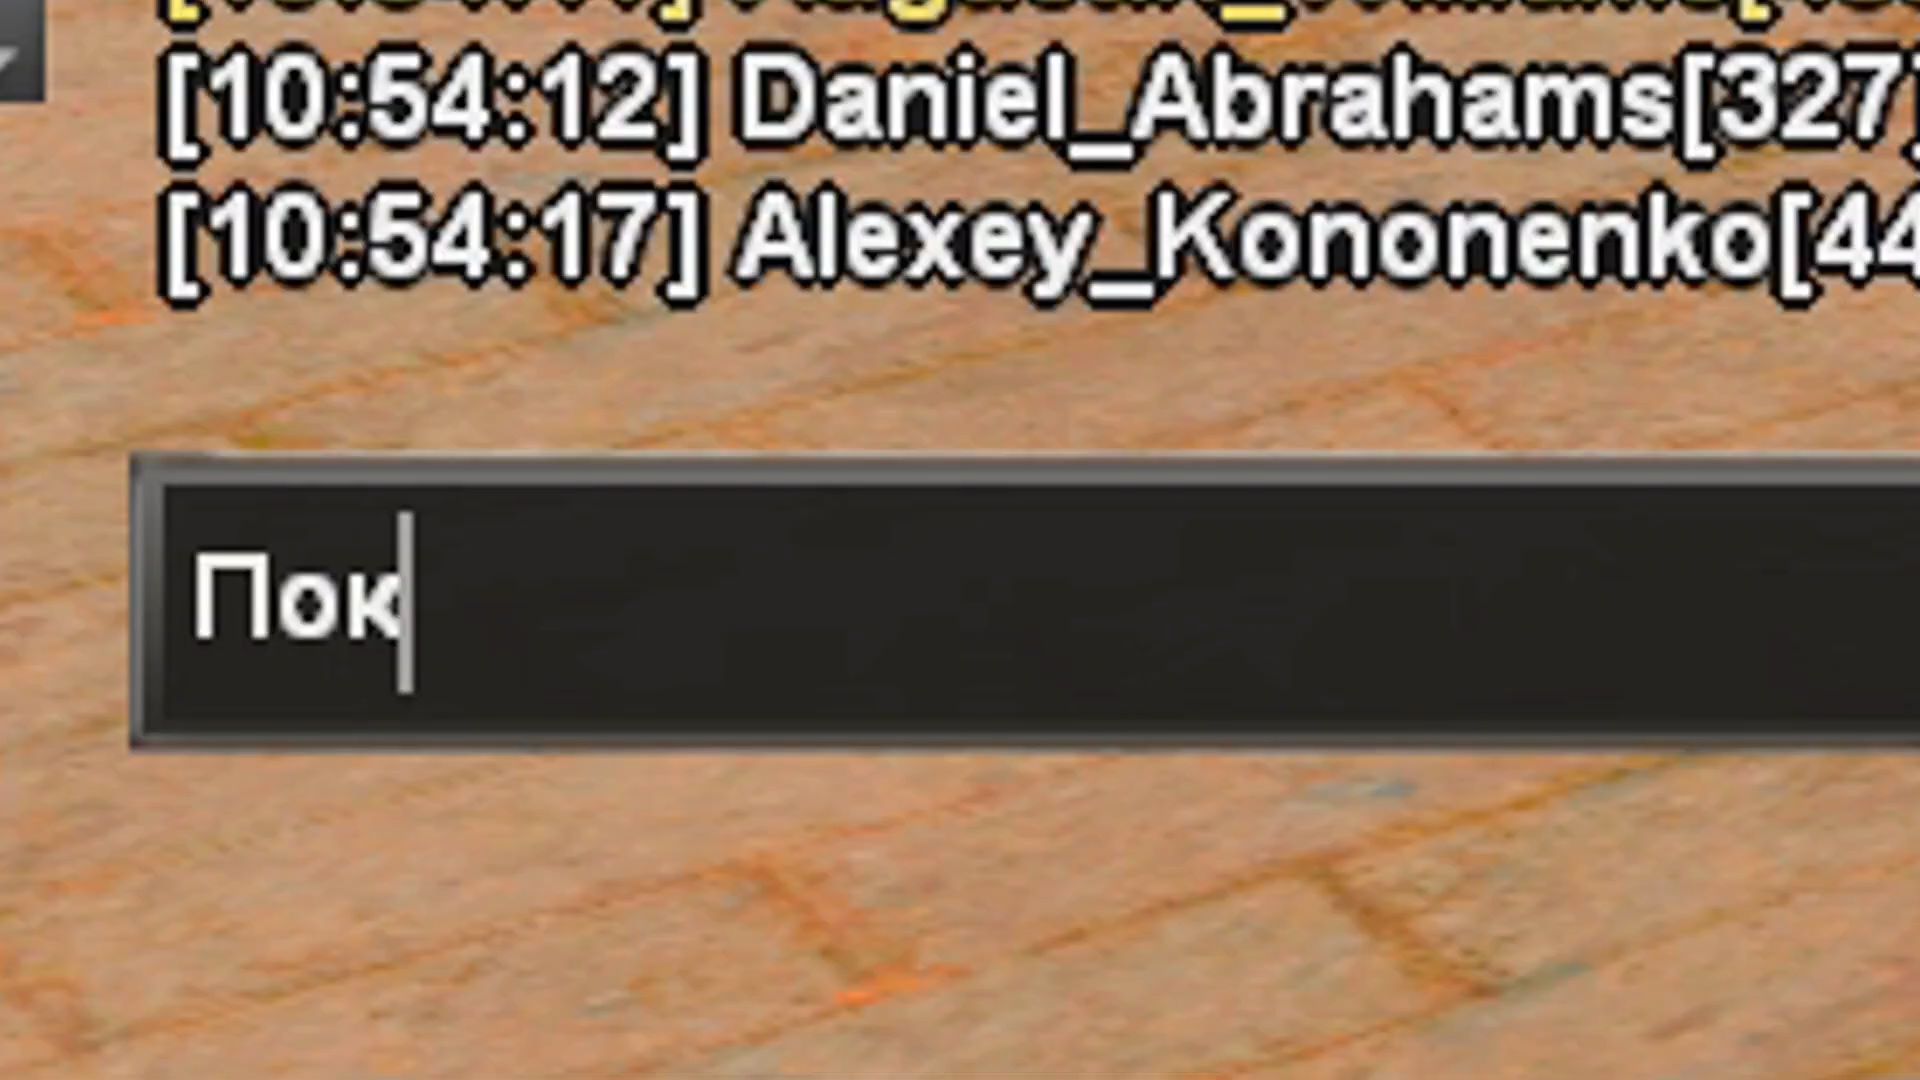 [10:54:12] Daniel_Abrahams[327]
[10:54:17] Alexey_Kononenko[44
Пок